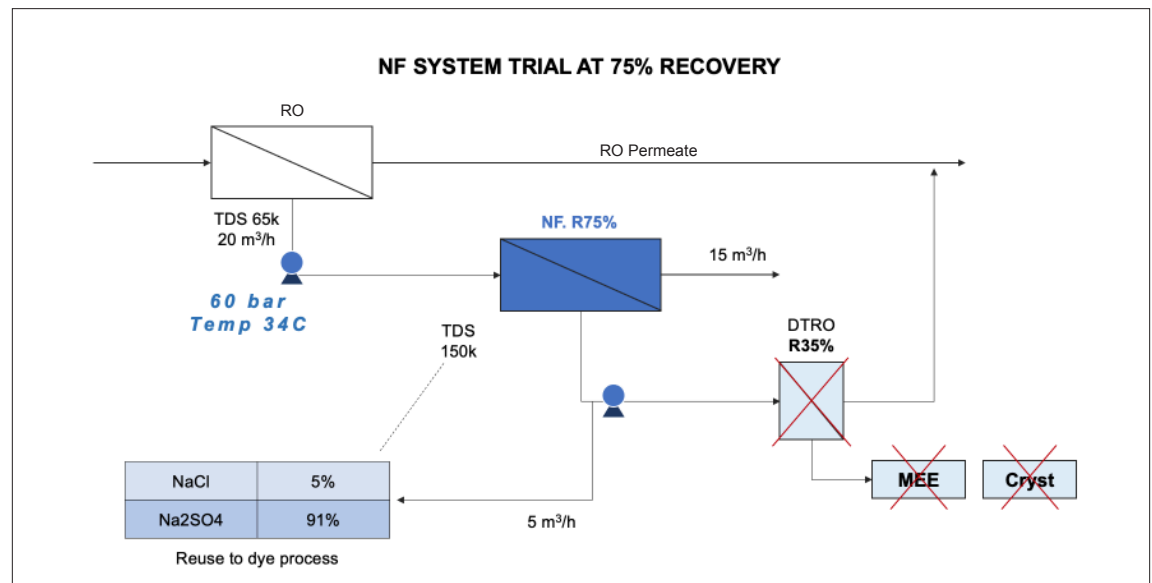 NF SYSTEM TRIAL AT 75% RECOVERY
RO
RO Permeate
TDS 65k
20 m³/h
NF. R75%
15 m³/h
60 bar
Temp 34C
TDS
150k
DTRO
R35%
MEE
Cryst
NaCl 5%
Na2SO4 91%
5 m³/h
Reuse to dye process